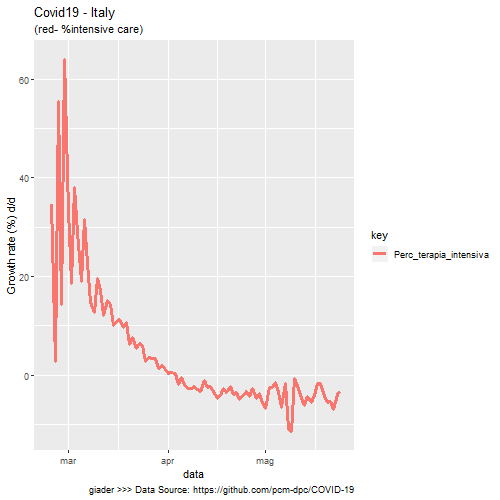 Covid19 - Italy
(red- %intensive care)
Growth rate (%) d/d
60
40
20
0
mar
apr
mag
data
key
Perc_terapia_intensiva
giader >>> Data Source: https://github.com/pcm-dpc/COVID-19